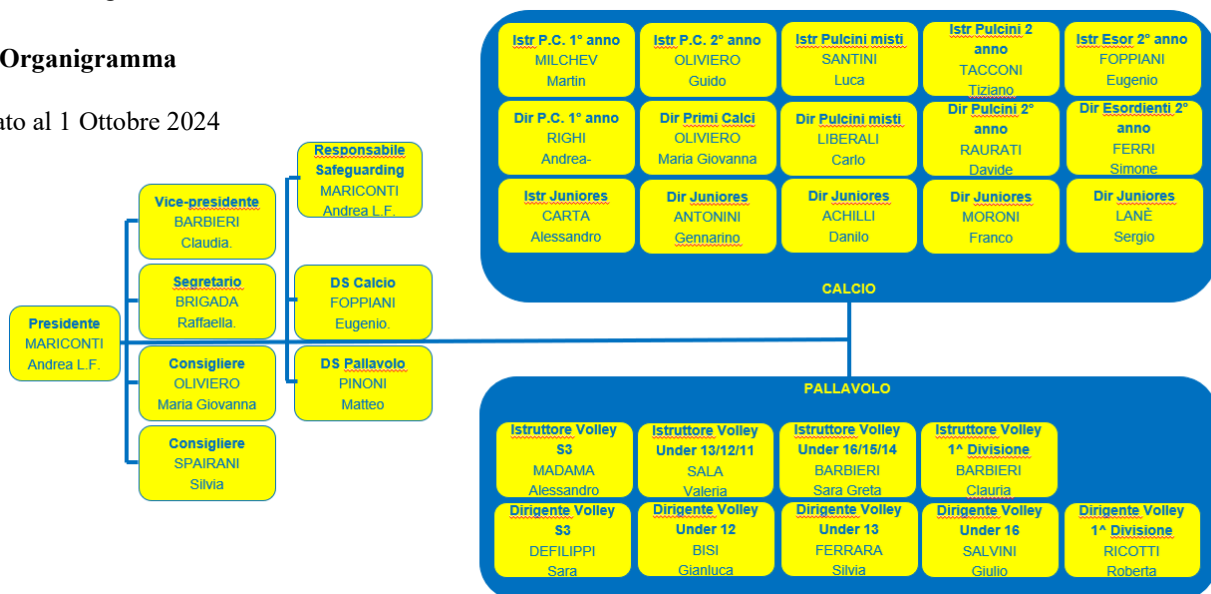 Organigramma
ato al 1 Ottobre 2024
Presidente
MARICONTI
Andrea L.F.
Vice-presidente
BARBIERI
Claudia.
Segretario
BRIGADA
Raffaella.
Consigliere
OLIVIERO
Maria Giovanna
Consigliere
SPAIRANI
Silvia
Responsabile
Safeguarding
MARICONTI
Andrea L.F.
DS Calcio
FOPPIANI
Eugenio.
DS Pallavolo
PINONI
Matteo
Istr P.C. 1° anno
MILCHEV
Martin
Istr P.C. 2° anno
OLIVIERO
Guido
Istr Pulcini misti
SANTINI
Luca
Istr Pulcini 2
anno
TACCONI
Tiziano
Istr Esor 2° anno
FOPPIANI
Eugenio
Dir P.C. 1° anno
RIGHI
Andrea-
Dir Primi Calci
OLIVIERO
Maria Giovanna
Dir Pulcini misti
LIBERALI
Carlo
Dir Pulcini 2°
anno
RAURATI
Davide
Dir Esordienti 2°
anno
FERRI
Simone
Istr Juniores
CARTA
Alessandro
Dir Juniores
ANTONINI
Gennarino
Dir Juniores
ACHILLI
Danilo
Dir Juniores
MORONI
Franco
Dir Juniores
LANÈ
Sergio
CALCIO
PALLAVOLO
Istruttore Volley
S3
MADAMA
Alessandro
Istruttore Volley
Under 13/12/11
SALA
Valeria
Istruttore Volley
Under 16/15/14
BARBIERI
Sara Greta
Istruttore Volley
1^ Divisione
BARBIERI
Clauria
Dirigente Volley
S3
DEFILIPPI
Sara
Dirigente Volley
Under 12
BISI
Gianluca
Dirigente Volley
Under 13
FERRARA
Silvia
Dirigente Volley
Under 16
SALVINI
Giulio
Dirigente Volley
1^ Divisione
RICOTTI
Roberta